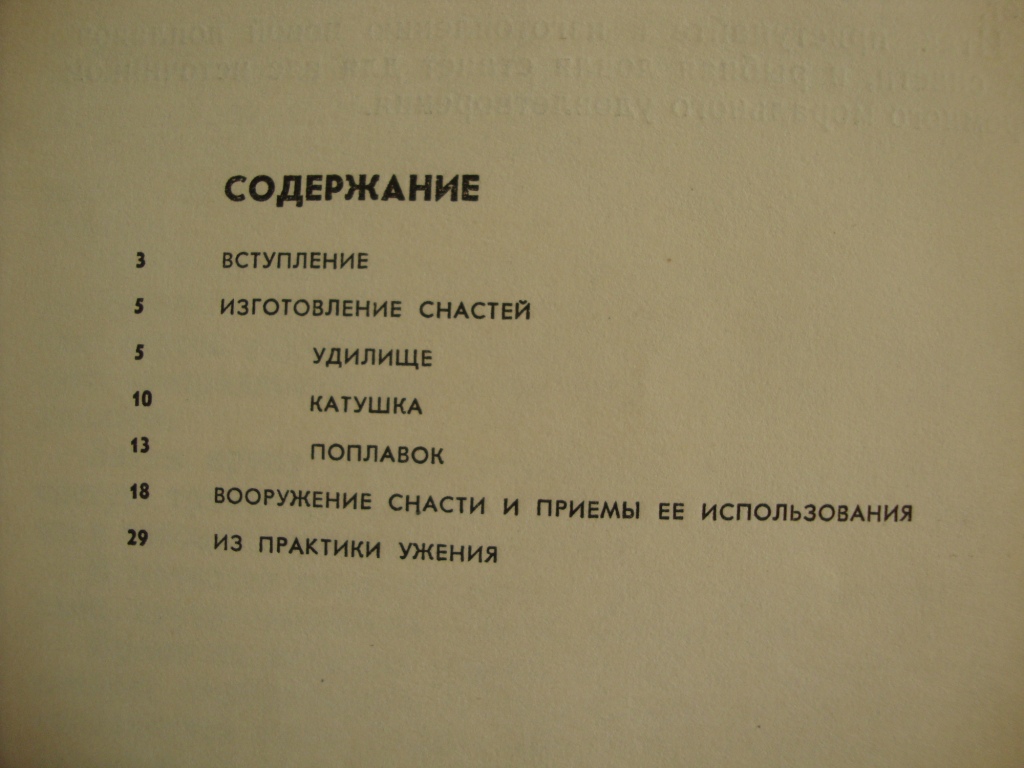 СОДЕРЖАНИЕ
3 ВСТУПЛЕНИЕ
5 ИЗГОТОВЛЕНИЕ СНАСТЕЙ
5 УДИЛИЩЕ
10 КАТУШКА
13 ПОПЛАВОК
18 ВООРУЖЕНИЕ СНАСТИ И ПРИЕМЫ ЕЕ ИСПОЛЬЗОВАНИЯ
29 ИЗ ПРАКТИКИ УЖЕНИЯ